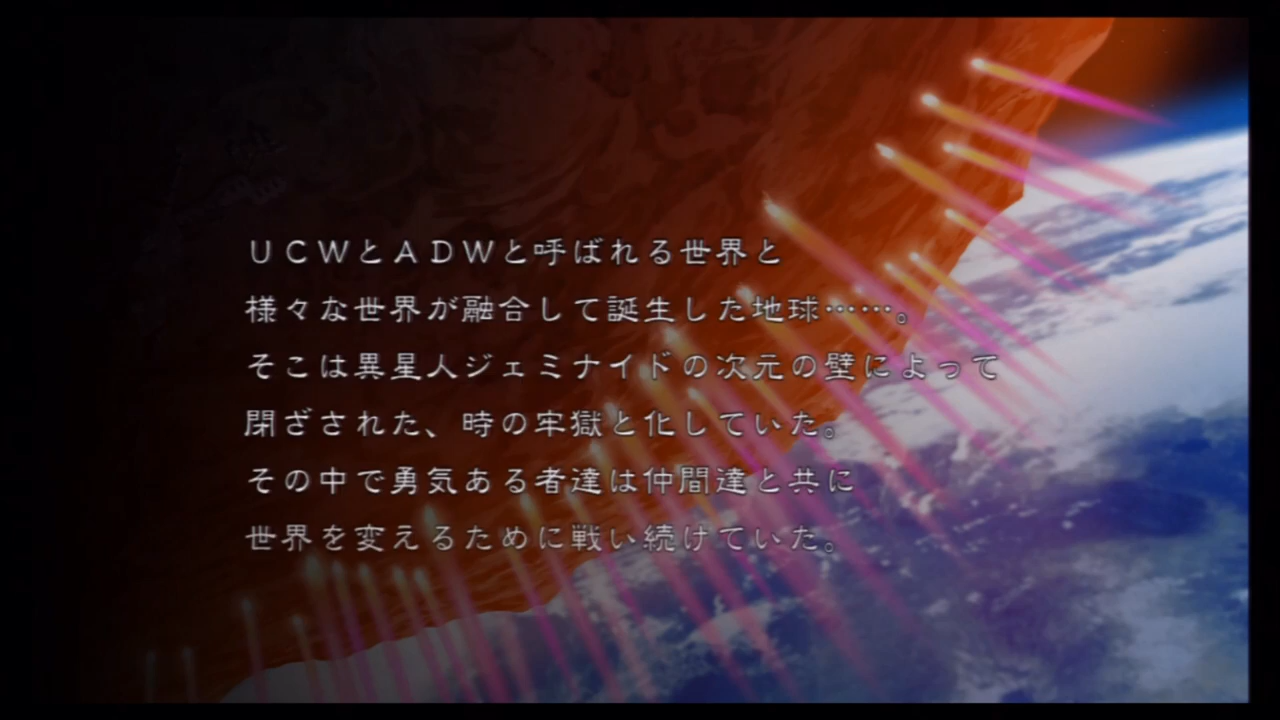 ＵＣＷとＡＤＷと呼ばれる世界と
様々な世界が融合して誕生した地球……。
そこは異星人ジェミナイドの次元の壁によって
閉ざされた、時の牢獄と化していた。
その中で勇気ある者達は仲間達と共に
世界を変えるために戦い続けていた。